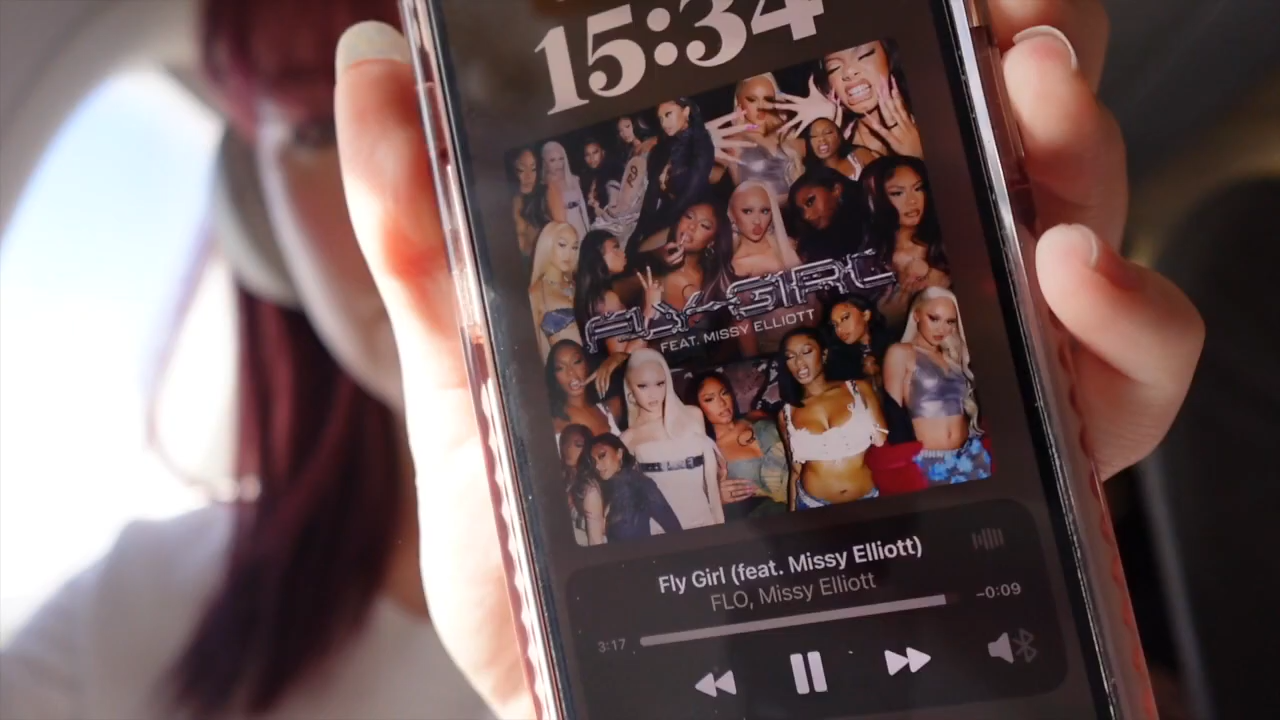 15:34
FLY GIRL
FEAT. MISSY ELLIOTT
Fly Girl (feat. Missy Elliott)
FLO, Missy Elliott
3:17
-0:09